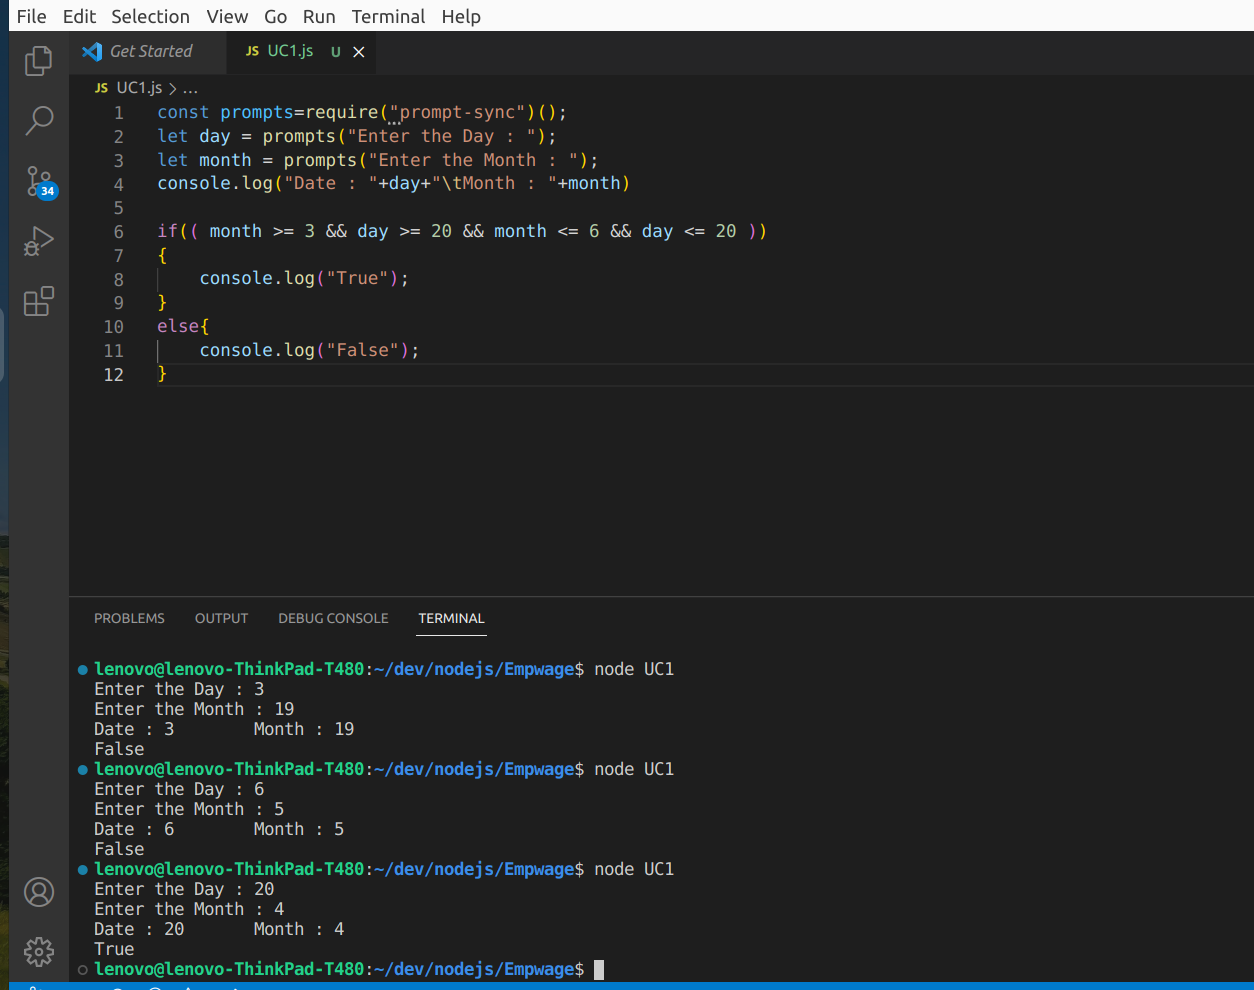 File Edit Selection View Go Run Terminal Help
Get Started JS UC1.js U
JS UC1.js > ...
1 const prompts=require("prompt-sync")();
2 let day = prompts("Enter the Day : ");
3 let month = prompts("Enter the Month : ");
4 console.log("Date : "+day+"\tMonth : "+month)
5
6 if(( month >= 3 && day >= 20 && month <= 6 && day <= 20 ))
7 {
8 console.log("True");
9 }
10 else{
11 console.log("False");
12 }
34
PROBLEMS OUTPUT DEBUG CONSOLE TERMINAL
lenovo@lenovo-ThinkPad-T480:~/dev/nodejs/Empwage$ node UC1
Enter the Day : 3
Enter the Month : 19
Date : 3 Month : 19
False
lenovo@lenovo-ThinkPad-T480:~/dev/nodejs/Empwage$ node UC1
Enter the Day : 6
Enter the Month : 5
Date : 6 Month : 5
False
lenovo@lenovo-ThinkPad-T480:~/dev/nodejs/Empwage$ node UC1
Enter the Day : 20
Enter the Month : 4
Date : 20 Month : 4
True
lenovo@lenovo-ThinkPad-T480:~/dev/nodejs/Empwage$